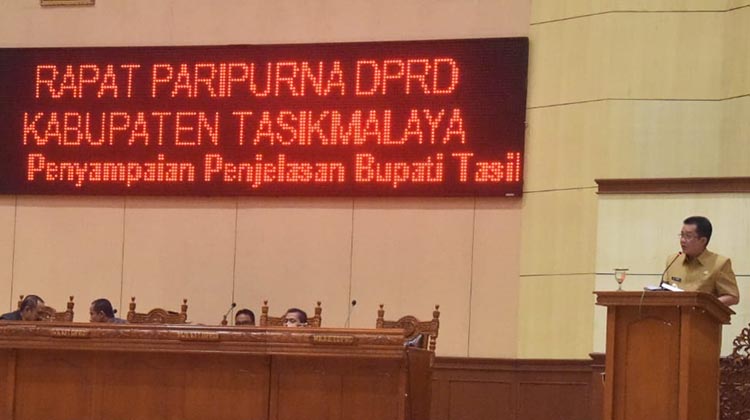 RAPAT PARIPURNA DPRD
KABUPATEN TASIKMALAYA
Penyampaian Penjelasan Bupati Tasil